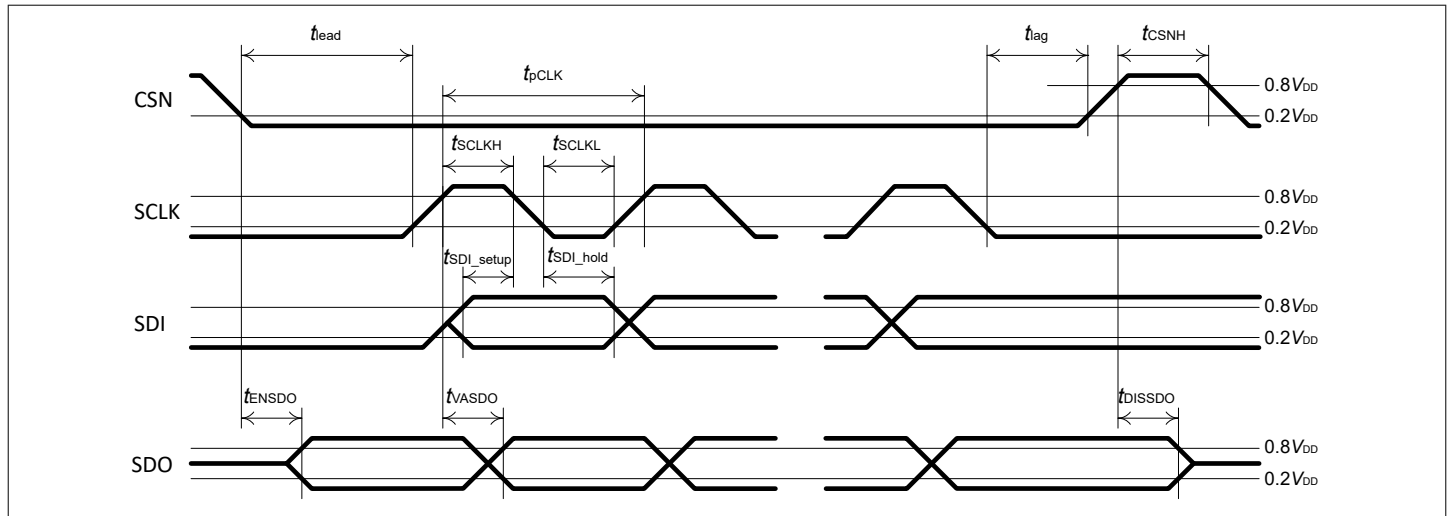 tlead
tlag
tCSNH
tpCLK
CSN
0.8VDD
0.2VDD
tSCLKH
tSCLKL
SCLK
0.8VDD
0.2VDD
tSDI_setup
tSDI_hold
SDI
0.8VDD
0.2VDD
tENSDO
tVASDO
tDISSDO
SDO
0.8VDD
0.2VDD